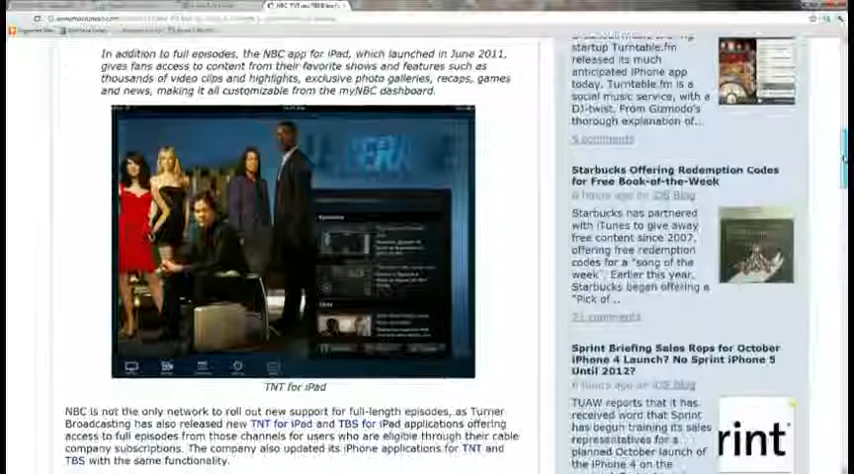 In addition to full episodes, the NBC app for iPad, which launched in June 2011,
gives fans access to content from their favorite shows and features such as
thousands of video clips and highlights, exclusive photo galleries, recaps, games
and news, making it all customizable from the myNBC dashboard.
TNT for iPad
NBC is not the only network to roll out new support for full-length episodes, as Turner
Broadcasting has also released new TNT for iPad and TBS for iPad applications offering
access to full episodes from those channels for users who are eligible through their cable
company subscriptions. The company also updated its iPhone applications for TNT and
TBS with the same functionality.
startup Turntable.fm
released its much
anticipated iPhone app
today. Turntable.fm is a
social music service, with a
DJ-twist. From Gizmodo's
thorough explanation of...
5 comments
Starbucks Offering Redemption Codes
for Free Book-of-the-Week
6 hours ago on iOS Blog
Starbucks has partnered
with iTunes to give away
free content since 2007,
offering free redemption
codes for a "song of the
week". Earlier this year,
Starbucks began offering a
"Pick of...
21 comments
Sprint Briefing Sales Reps for October
iPhone 4 Launch? No Sprint iPhone 5
Until 2012?
6 hours ago on iOS Blog
TUAW reports that it has
received word that Sprint
has begun training its sales
representatives for a
planned October launch of
the iPhone 4 on the
rint